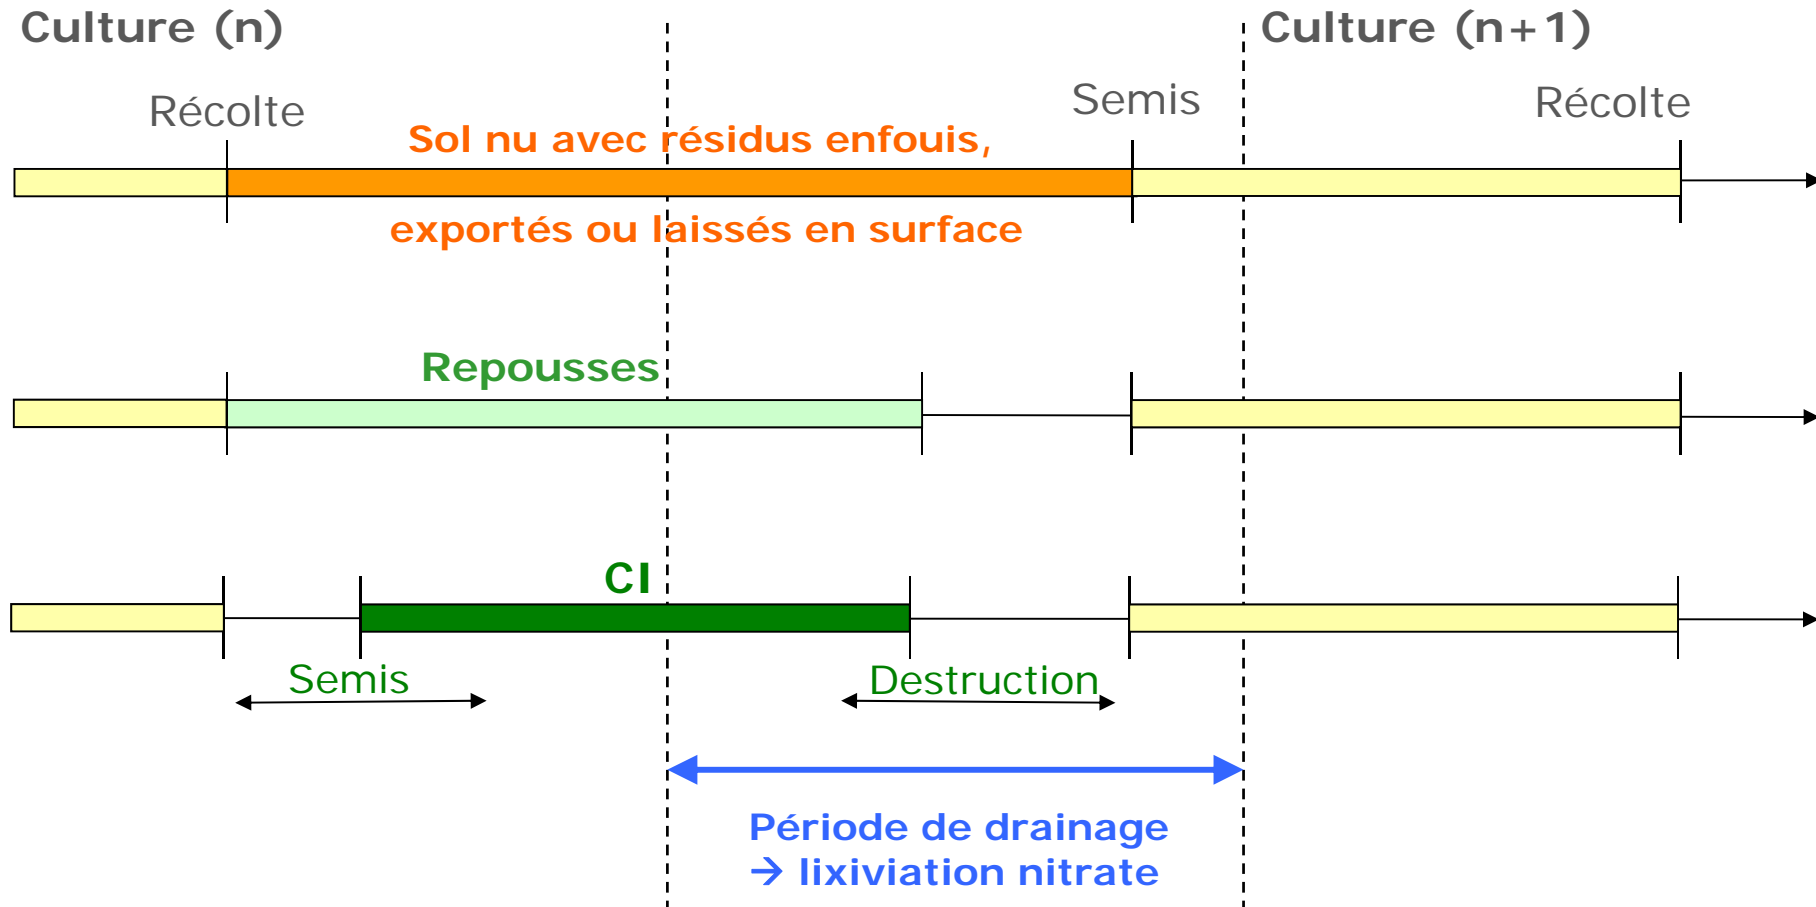 Culture (n)
Culture (n+1)
Récolte
Semis
Récolte
Sol nu avec résidus enfouis,
exportés ou laissés en surface
Repousses
CI
Semis
Destruction
Période de drainage
→ lixiviation nitrate